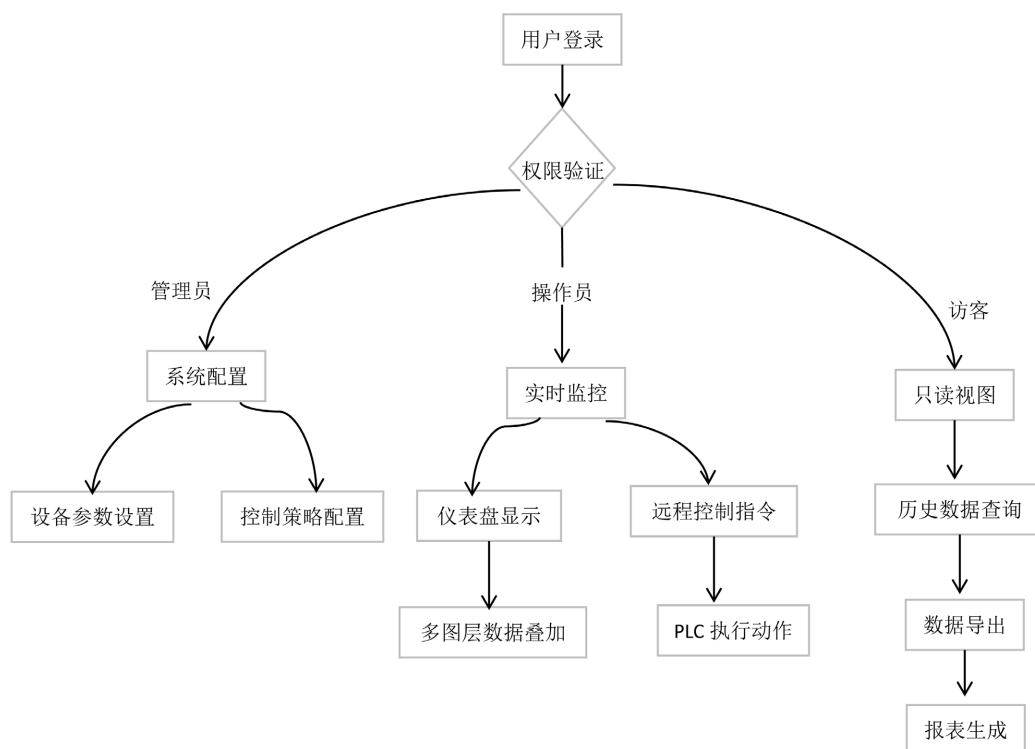 用户登录
权限验证
管理员
操作员
访客
系统配置
实时监控
只读视图
设备参数设置
控制策略配置
仪表盘显示
远程控制指令
历史数据查询
多图层数据叠加
PLC 执行动作
数据导出
报表生成